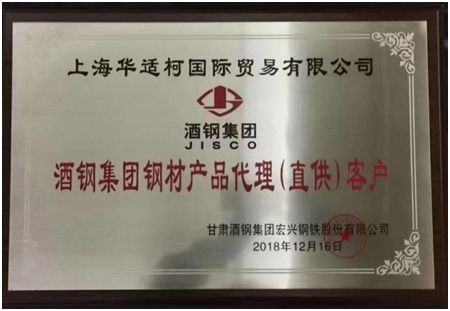 上海华适柯国际贸易有限公司
酒钢集团
JISCO
酒钢集团钢材产品代理(直供)客户
甘肃酒钢集团宏兴钢铁股份有限公司
2018年12月16日